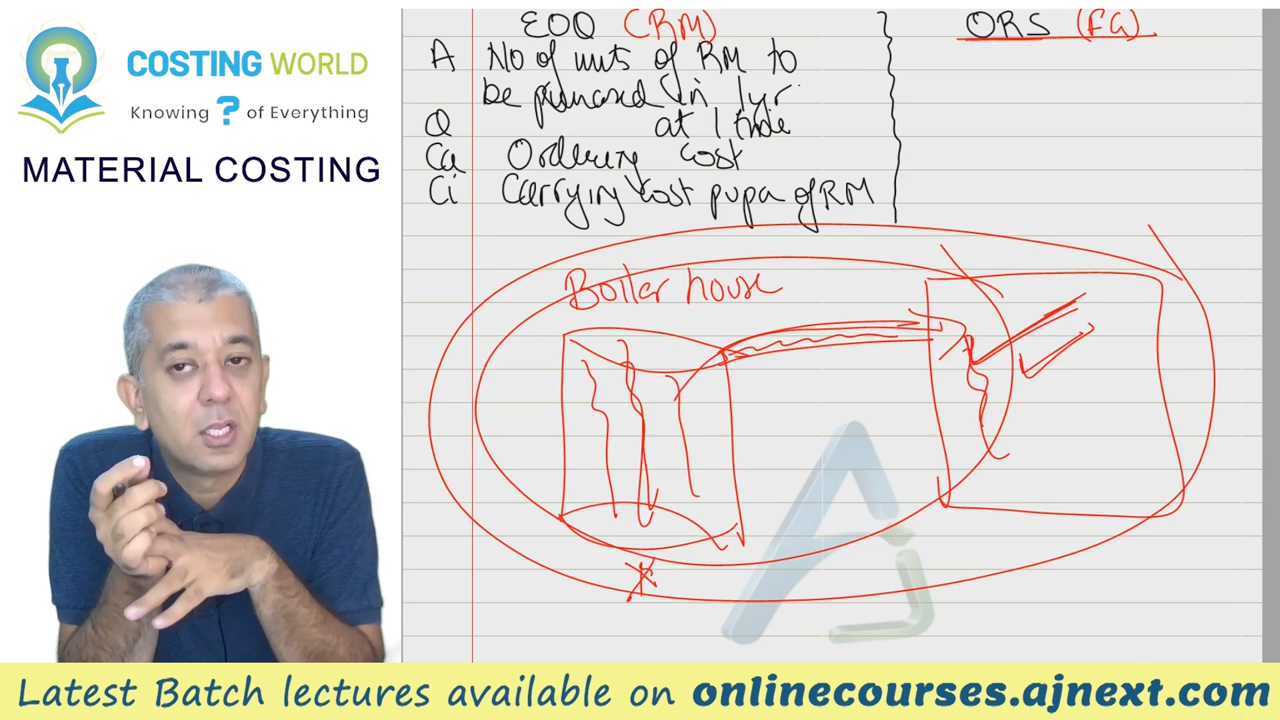 COSTING WORLD
Knowing ? of Everything
MATERIAL COSTING
EOQ (RM)
ORS (FG)
A No of units of RM to
be purchased in 1yr
Q at 1 time
Ca Ordering cost
Ci Carrying cost pupa of RM
Boiler house
Latest Batch lectures available on onlinecourses.ajnext.com